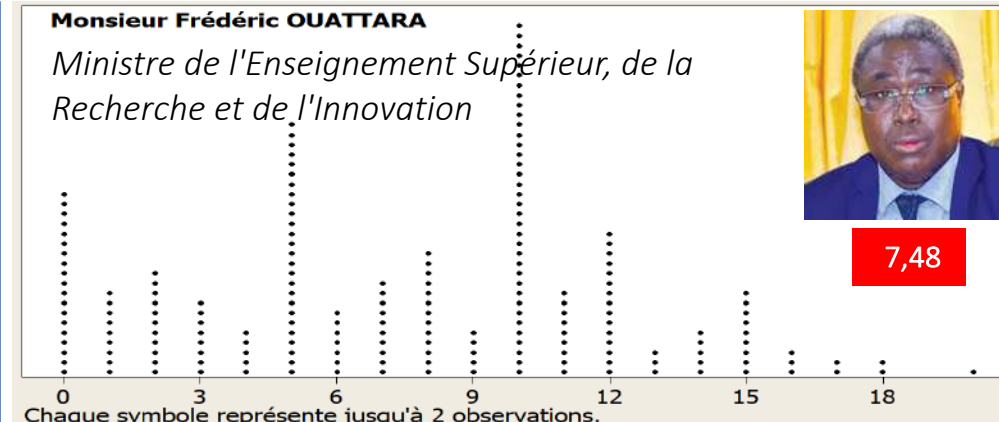 Monsieur Frédéric OUATTARA
Ministre de l'Enseignement Supérieur, de la
Recherche et de l'Innovation
7,48
0 3 6 9 12 15 18
Chaque symbole représente jusqu'à 2 observations.